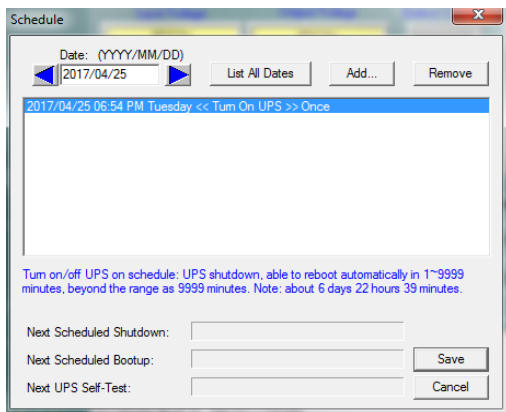 Schedule
Date: (YYYY/MM/DD)
2017/04/25 List All Dates Add... Remove
2017/04/25 06:54 PM Tuesday << Turn On UPS >> Once
Turn on/off UPS on schedule: UPS shutdown, able to reboot automatically in 1~9999
minutes, beyond the range as 9999 minutes. Note: about 6 days 22 hours 39 minutes.
Next Scheduled Shutdown:
Next Scheduled Bootup: Save
Next UPS Self-Test: Cancel